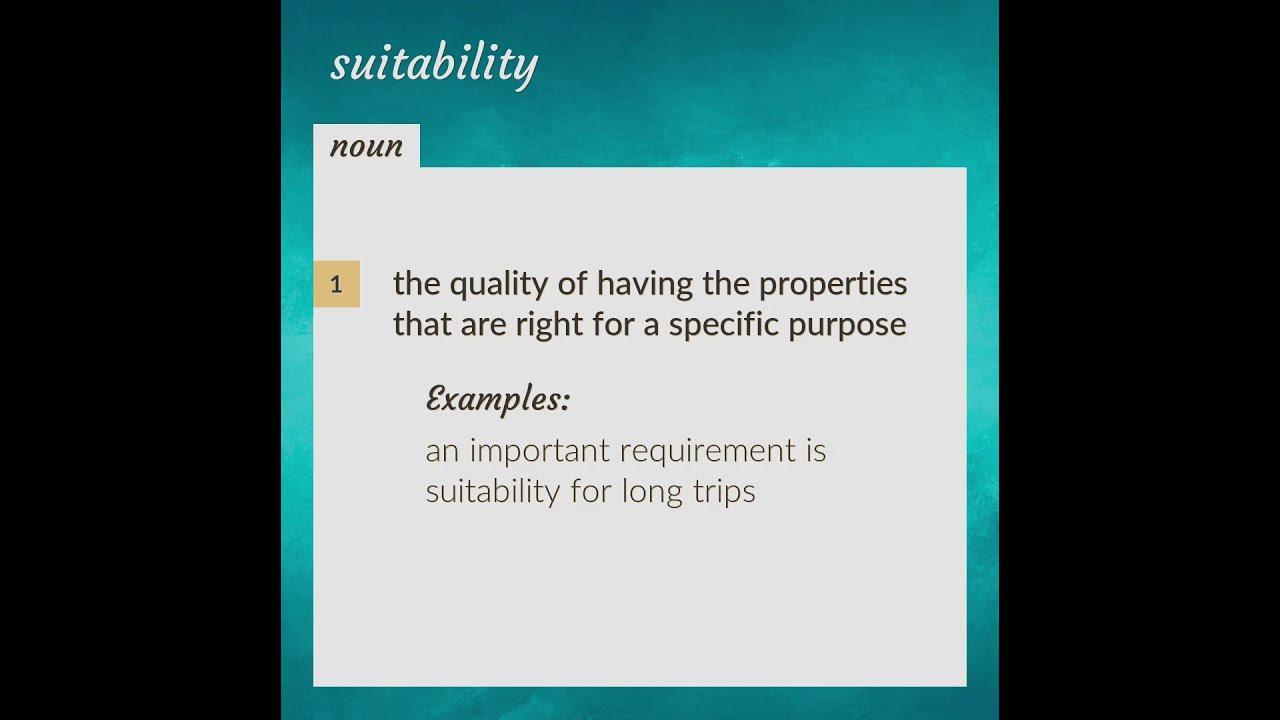 suitability
noun
1
the quality of having the properties
that are right for a specific purpose
Examples:
an important requirement is
suitability for long trips